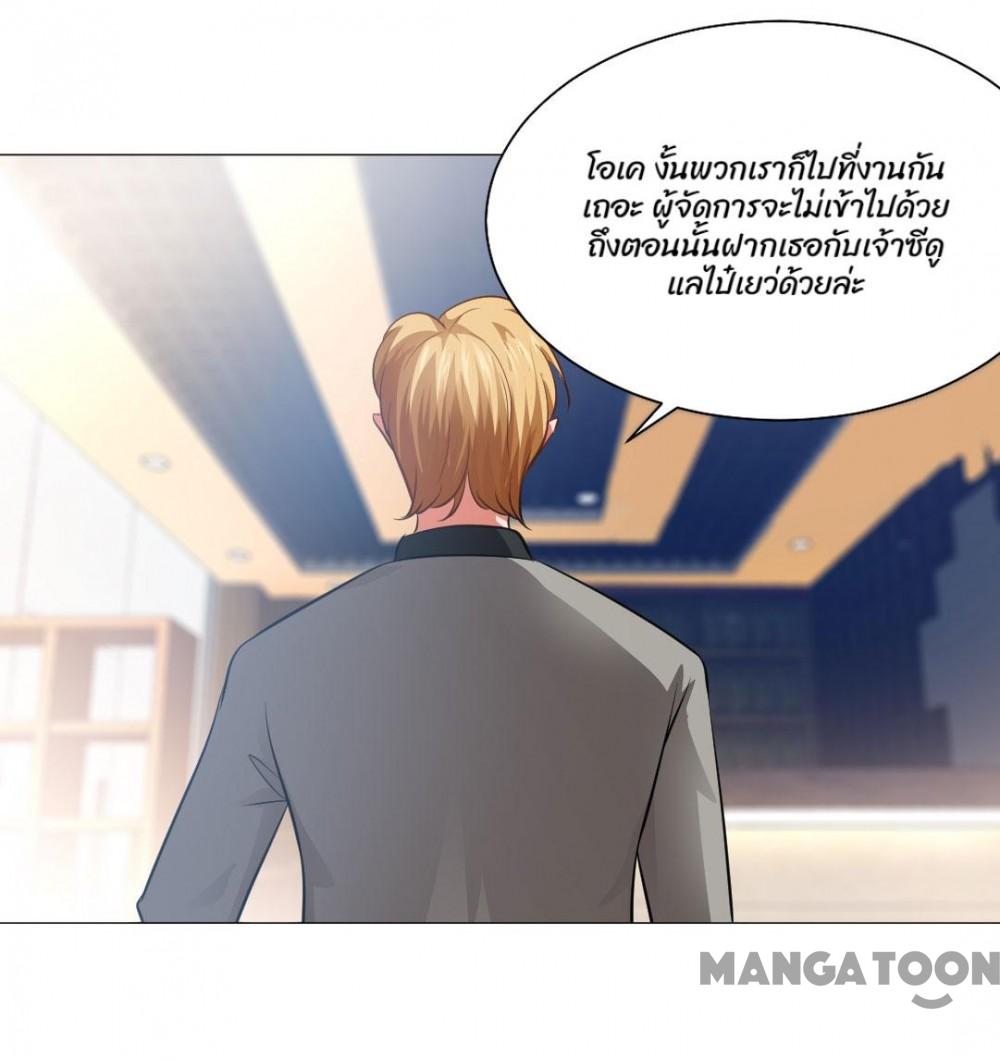 โอเค งั้นพวกเราก็ไปที่งานกัน
เถอะ ผู้จัดการจะไม่เข้าไปด้วย
ถึงตอนนั้นฝากเธอกับเจ้าซีดู
แลไป๋เยว่ด้วยล่ะ
MANGATOON